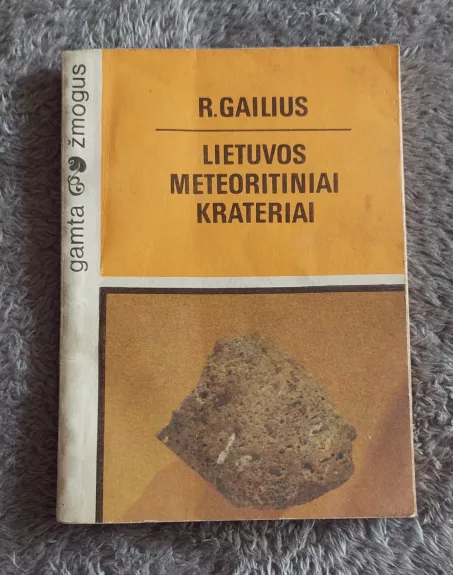 gamta žmogus
R.GAILIUS
LIETUVOS
METEORITINIAI
KRATERIAI